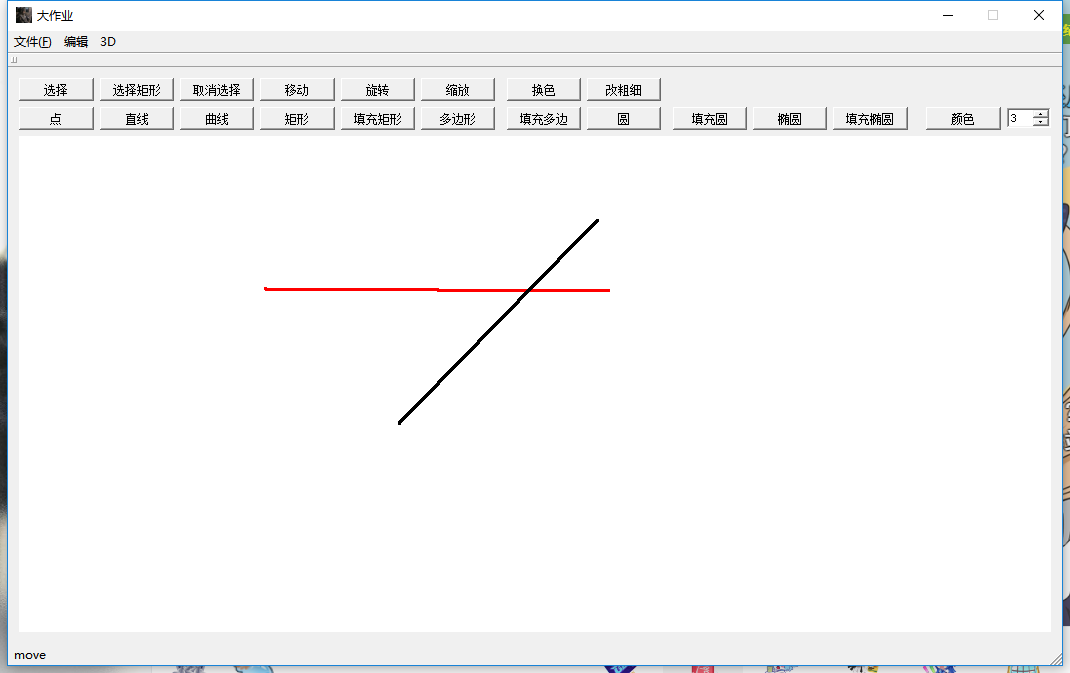 大作业
文件(F) 编辑 3D
选择 选择矩形 取消选择 移动 旋转 缩放 换色 改粗细
点 直线 曲线 矩形 填充矩形 多边形 填充多边 圆 填充圆 椭圆 填充椭圆 颜色 3
move